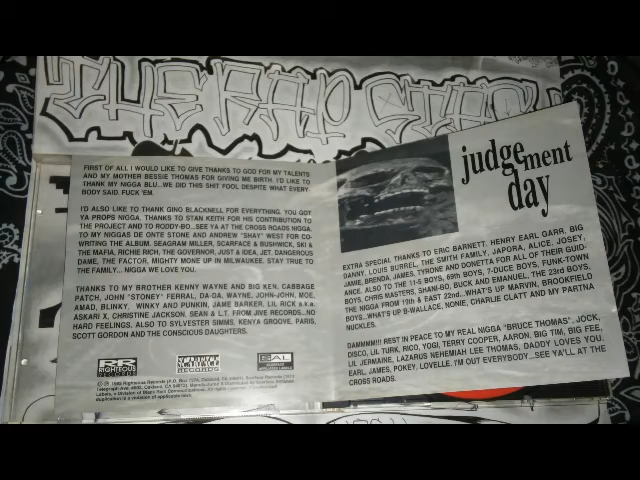 THE RAP STAR
FIRST OF ALL I WOULD LIKE TO GIVE THANKS TO GOD FOR MY TALENTS
AND MY MOTHER BESSIE THOMAS FOR GIVING ME BIRTH. I'D LIKE TO
THANK MY NIGGA BLU...WE DID THIS SHIT FOOL DESPITE WHAT EVERY-
BODY SAID. FUCK 'EM.
I'D ALSO LIKE TO THANK GINO BLACKNELL FOR EVERYTHING. YOU GOT
YA PROPS NIGGA. THANKS TO STAN KEITH FOR HIS CONTRIBUTION TO
THE PROJECT AND TO RODDY-BO...SEE YA AT THE CROSS ROADS NIGGA.
TO MY NIGGAS DE ONTE STONE AND ANDREW "SHAY" WEST FOR CO-
WRITING THE ALBUM. SEAGRAM MILLER, SCARFACE & BUSHWICK, SKI &
THE MAFIA, RICHIE RICH, THE GOVERNOR, JUST A IDEA, JET, DANGEROUS
DAME, THE FACTOR, MIGHTY MONE UP IN MILWAUKEE. STAY TRUE TO
THE FAMILY... NIGGA WE LOVE YOU.
THANKS TO MY BROTHER KENNY WAYNE AND BIG KEN, CABBAGE
PATCH, JOHN "STONEY" FERRAL, DA-DA, WAYNE, JOHN-JOHN, MOE,
AMAD, BLINKY, WINKY AND PUNKIN, JAMIE BARKER, LIL RICK a.k.a.
ASKARI X, CHRISTINE JACKSON, SEAN & LT. FROM JIVE RECORDS...NO
HARD FEELINGS. ALSO TO SYLVESTER SIMMS, KENYA GROOVE, PARIS,
SCOTT GORDON AND THE CONSCIOUS DAUGHTERS.
RR
RIGHTEOUS
RECORDS
SAL
judgement
day
EXTRA SPECIAL THANKS TO ERIC BARNETT, HENRY EARL GARR, BIG
DANNY, LOUIS BURREL, THE SMITH FAMILY, JAPORA, ALICE, JOSEY,
JAMIE, BRENDA, JAMES, TYRONE AND DONETTA FOR ALL OF THEIR GUID-
ANCE. ALSO TO THE 11-5 BOYS, 69th BOYS, 7-DUCE BOYS, FUNK-TOWN
BOYS, CHRIS MASTERS, SHAN-BO, BUCK AND EMANUEL, THE 23rd BOYS,
THE NIGGA FROM 19th & EAST 22nd...WHAT'S UP MARVIN, BROOKFIELD
BOYS...WHAT'S UP B-WALLACE, NONIE, CHARLIE CLATT AND MY PARTNA
NUCKLES.
DAMMMM!!! REST IN PEACE TO MY REAL NIGGA "BRUCE THOMAS". JOCK,
DISCO, LIL TURK, RICO, YOGI, TERRY COOPER, AARON, BIG TIM, BIG FEE,
LIL JERMAINE, LAZARUS NEHEMIAH LEE THOMAS, DADDY LOVES YOU.
EARL, JAMES, POKEY, LOVELLE. I'M OUT EVERYBODY...SEE YA'LL AT THE
CROSS ROADS.